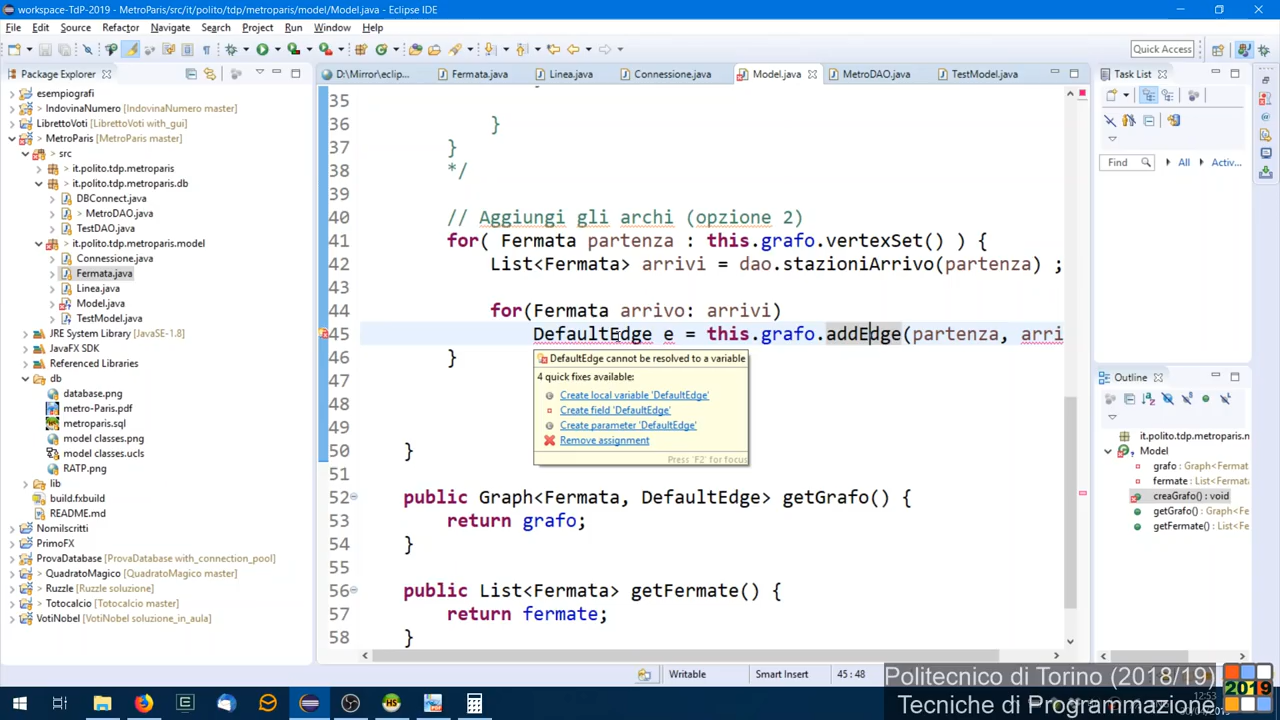 workspace-TdP-2019 - MetroParis/src/it/polito/tdp/metroparis/model/Model.java - Eclipse IDE
File Edit Source Refactor Navigate Search Project Run Window Help
Quick Access
Package Explorer
D:\Mirror\eclip... Fermata.java Linea.java Connessione.java Model.java MetroDAO.java TestModel.java
Task List
esempiografi
> IndovinaNumero [IndovinaNumero master]
LibrettoVoti [LibrettoVoti with_gui]
> MetroParis [MetroParis master]
> src
> it.polito.tdp.metroparis
> it.polito.tdp.metroparis.db
DBConnect.java
> MetroDAO.java
TestDAO.java
> it.polito.tdp.metroparis.model
Connessione.java
Fermata.java
Linea.java
Model.java
TestModel.java
JRE System Library [JavaSE-1.8]
JavaFX SDK
Referenced Libraries
db
database.png
metro-Paris.pdf
metroparis.sql
model classes.png
model classes.ucls
RATP.png
lib
build.fxbuild
README.md
NomiIscritti
PrimoFX
ProvaDatabase [ProvaDatabase with_connection_pool]
> QuadratoMagico [QuadratoMagico master]
> Ruzzle [Ruzzle soluzione]
> Totocalcio [Totocalcio master]
VotiNobel [VotiNobel soluzione_in_aula]
35
36 }
37 }
38 */
39
40 // Aggiungi gli archi (opzione 2)
41 for( Fermata partenza : this.grafo.vertexSet() ) {
42 List<Fermata> arrivi = dao.stazioniArrivo(partenza) ;
43
44 for(Fermata arrivo: arrivi)
45 DefaultEdge e = this.grafo.addEdge(partenza, arri
46 }
47
48
49
50 }
51
52 public Graph<Fermata, DefaultEdge> getGrafo() {
53 return grafo;
54 }
55
56 public List<Fermata> getFermate() {
57 return fermate;
58 }
DefaultEdge cannot be resolved to a variable
4 quick fixes available:
Create local variable 'DefaultEdge'
Create field 'DefaultEdge'
Create parameter 'DefaultEdge'
Remove assignment
Press 'F2' for focus
Find All Activ...
Outline
it.polito.tdp.metroparis.m
Model
grafo : Graph<Fermat
fermate : List<Fermat
creaGrafo() : void
getGrafo() : Graph<Fe
getFermate() : List<Fe
Writable Smart Insert 45 : 48
Politecnico di Torino (2018/19)
Tecniche di Programmazione
2019
12:53